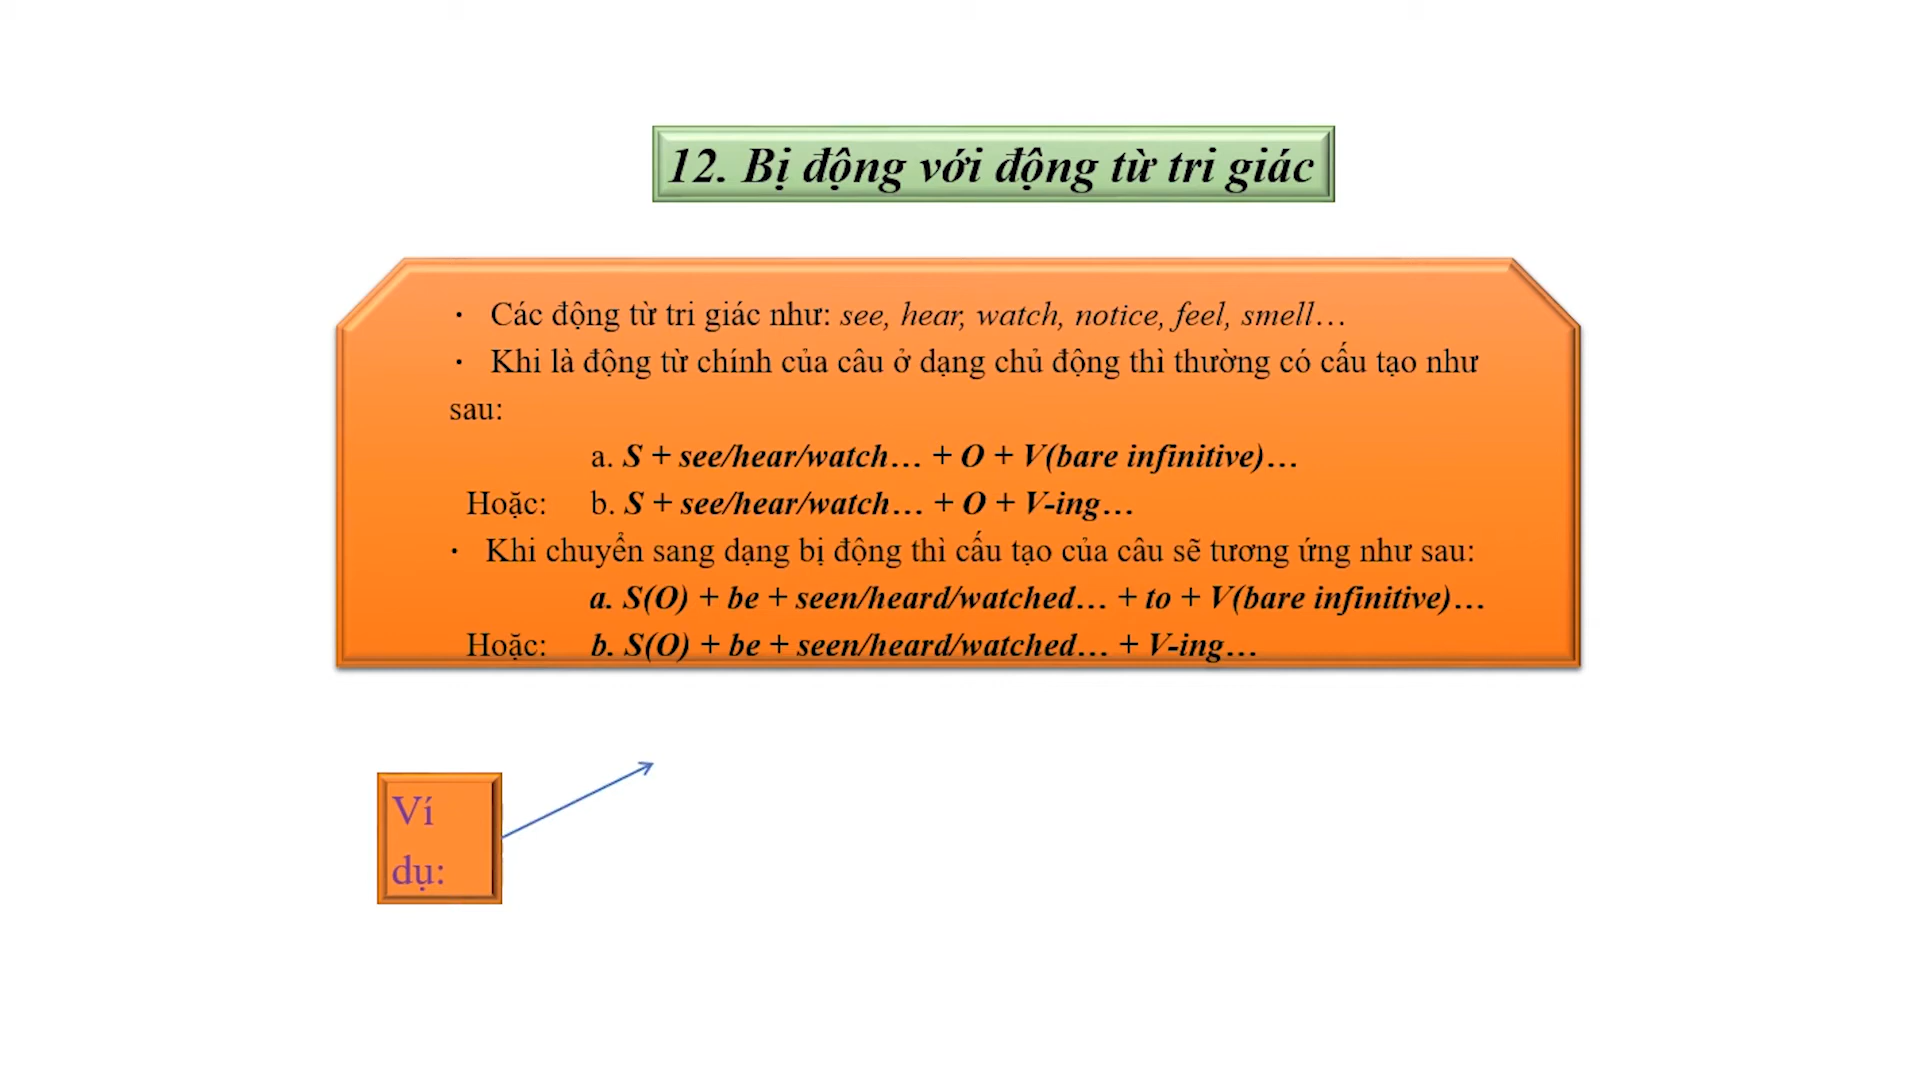 12. Bị động với động từ tri giác
· Các động từ tri giác như: see, hear, watch, notice, feel, smell…
· Khi là động từ chính của câu ở dạng chủ động thì thường có cấu tạo như
sau:
a. S + see/hear/watch… + O + V(bare infinitive)…
Hoặc: b. S + see/hear/watch… + O + V-ing…
· Khi chuyển sang dạng bị động thì cấu tạo của câu sẽ tương ứng như sau:
a. S(O) + be + seen/heard/watched… + to + V(bare infinitive)…
Hoặc: b. S(O) + be + seen/heard/watched… + V-ing…
Ví
dụ: